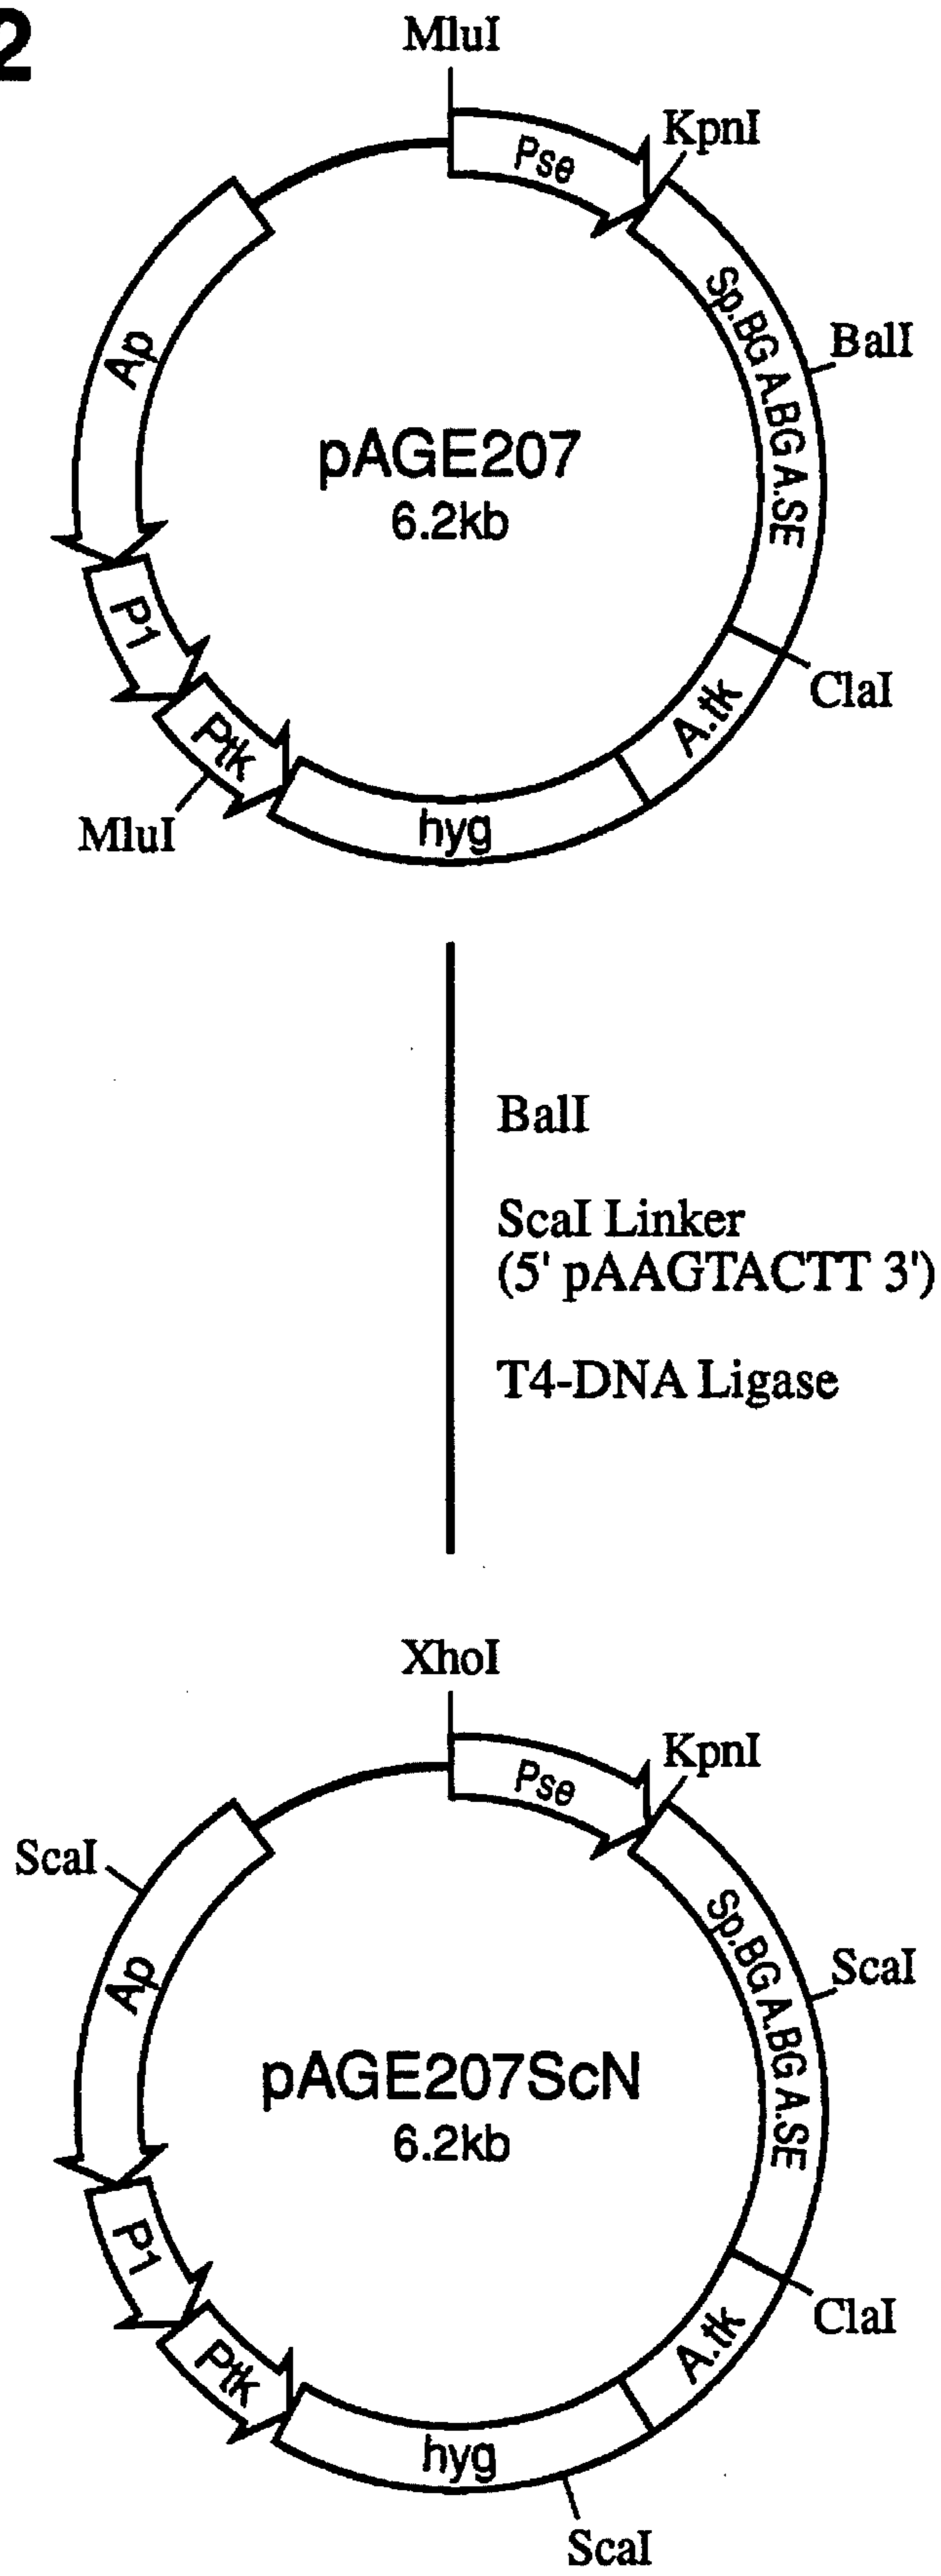 2
MluI
Pse
KpnI
Sp.BG A.BG A.SE
BalI
Ap
pAGE207
6.2kb
P1
ClaI
A.tk
Ptk
MluI
hyg
BalI
ScaI Linker
(5' pAAGTACTT 3')
T4-DNA Ligase
XhoI
Pse
KpnI
ScaI
Sp.BG A.BG A.SE
ScaI
Ap
pAGE207ScN
6.2kb
P1
ClaI
A.tk
Ptk
hyg
ScaI